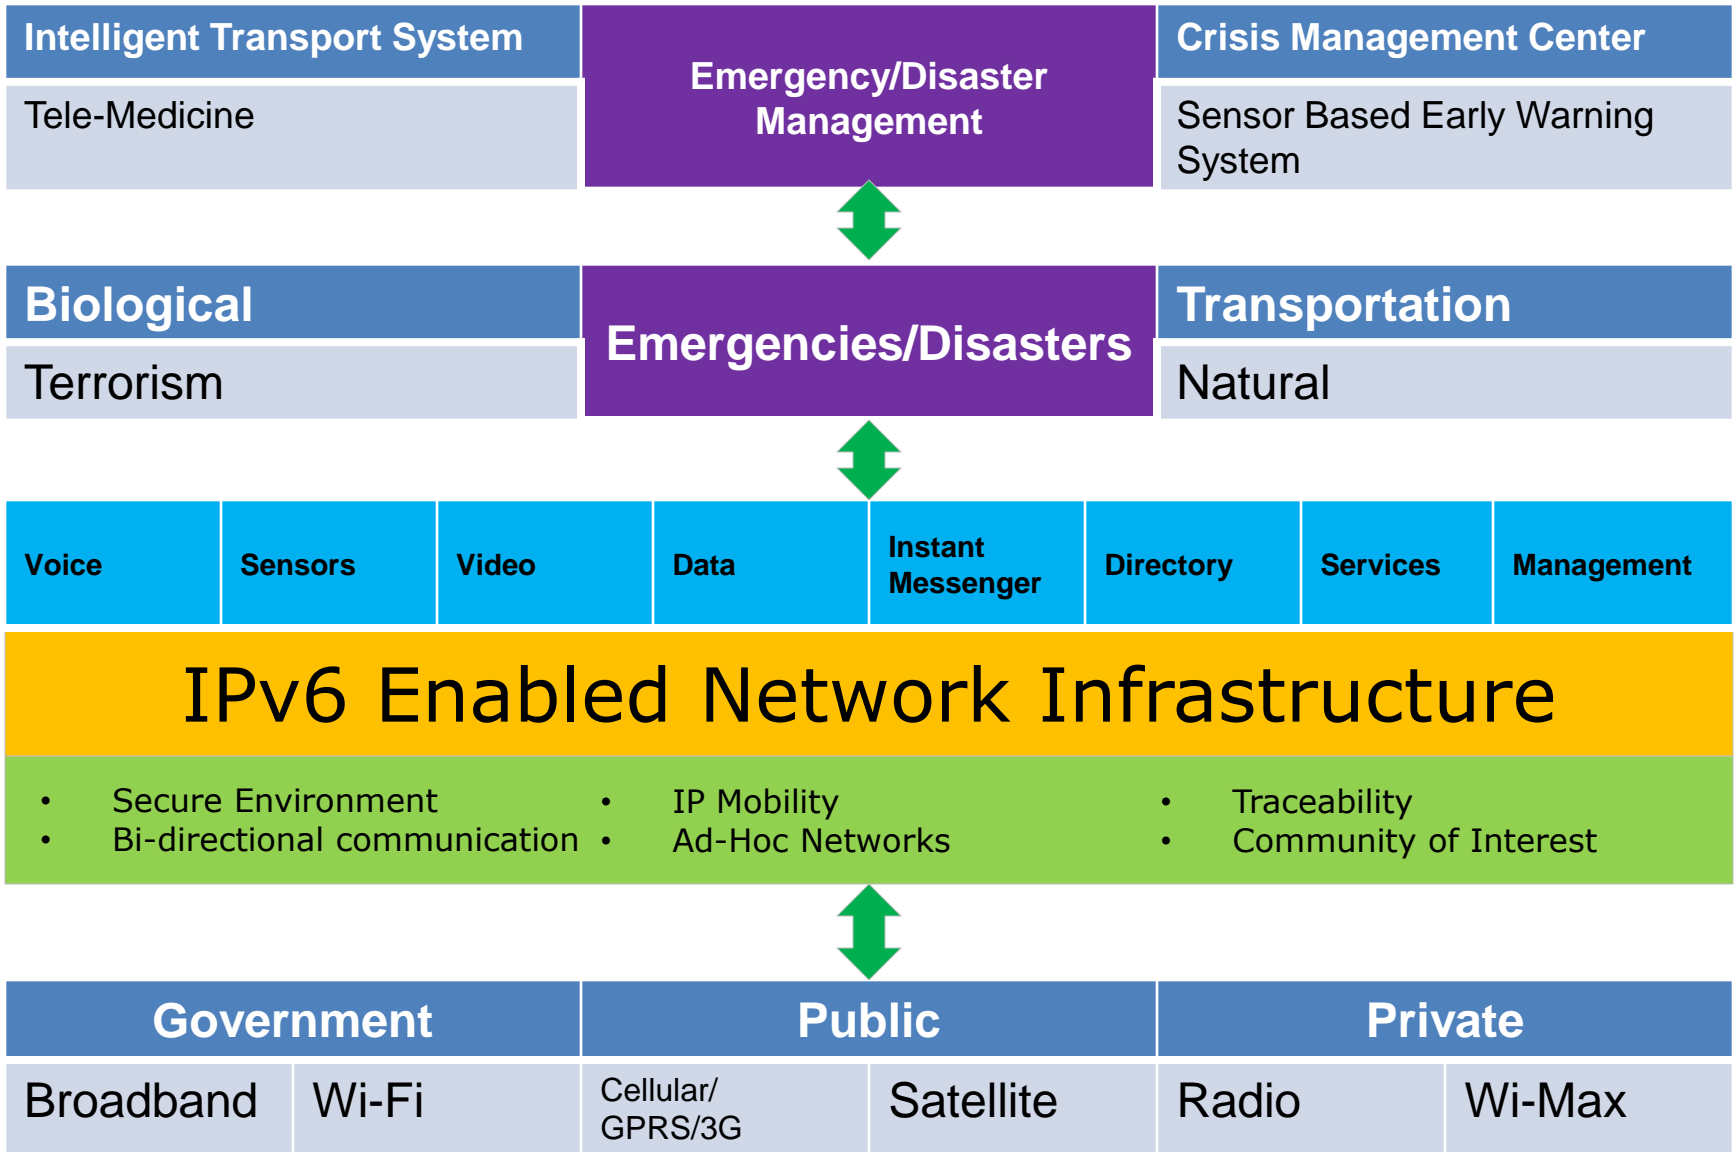 Intelligent Transport System
Emergency/Disaster
Management
Crisis Management Center
Tele-Medicine
Sensor Based Early Warning
System
Biological
Emergencies/Disasters
Transportation
Terrorism
Natural
Voice
Sensors
Video
Data
Instant
Messenger
Directory
Services
Management
IPv6 Enabled Network Infrastructure
• Secure Environment
• Bi-directional communication
• IP Mobility
• Ad-Hoc Networks
• Traceability
• Community of Interest
Government
Public
Private
Broadband
Wi-Fi
Cellular/
GPRS/3G
Satellite
Radio
Wi-Max